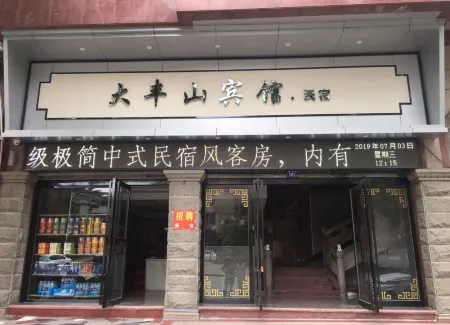 大丰山宾馆·民宿
级极简中式民宿风客房，内有
2019年07月03日
星期三
12:15
招聘